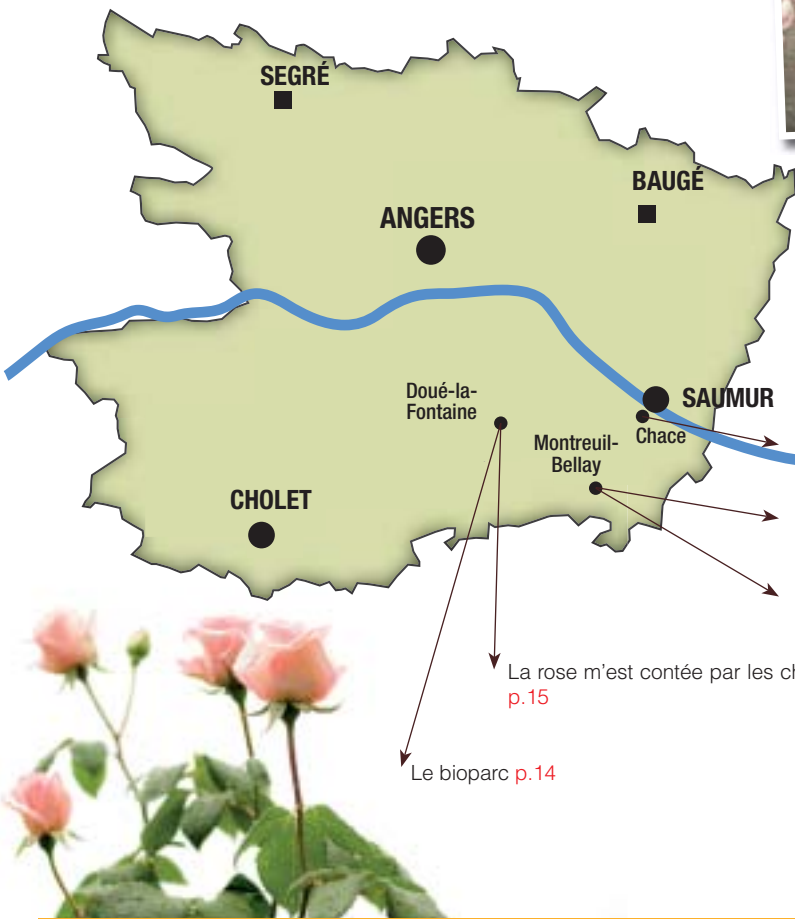 SEGRÉ
BAUGÉ
ANGERS
Doué-la-
Fontaine
SAUMUR
Chace
Montreuil-
Bellay
CHOLET
La rose m'est contée par les
p.15
Le bioparc p.14